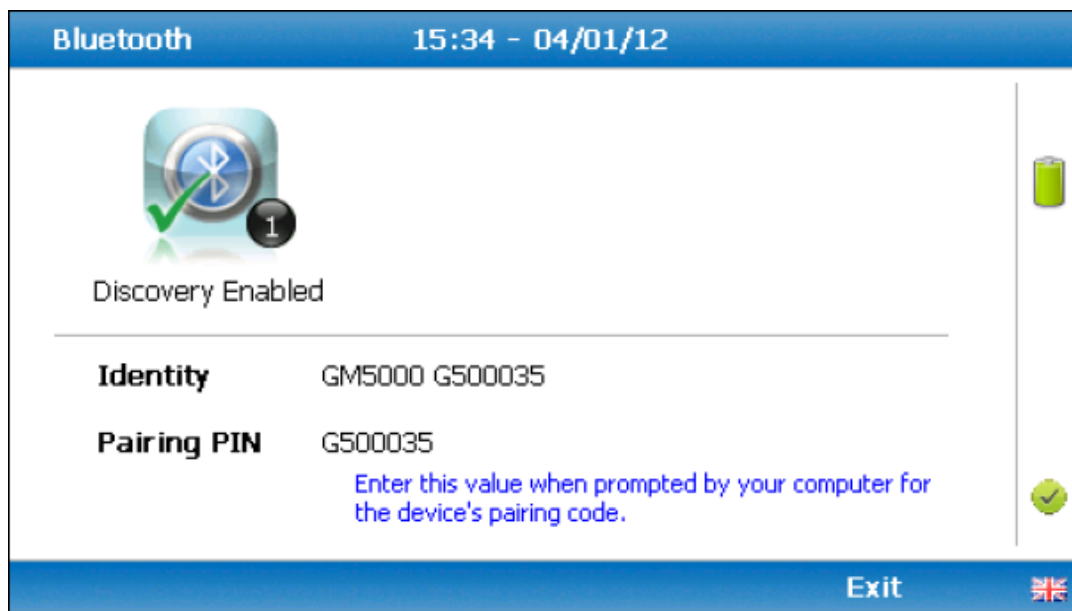 Bluetooth 15:34 - 04/01/12
1
Discovery Enabled
Identity GM5000 G500035
Pairing PIN G500035
Enter this value when prompted by your computer for
the device's pairing code.
Exit